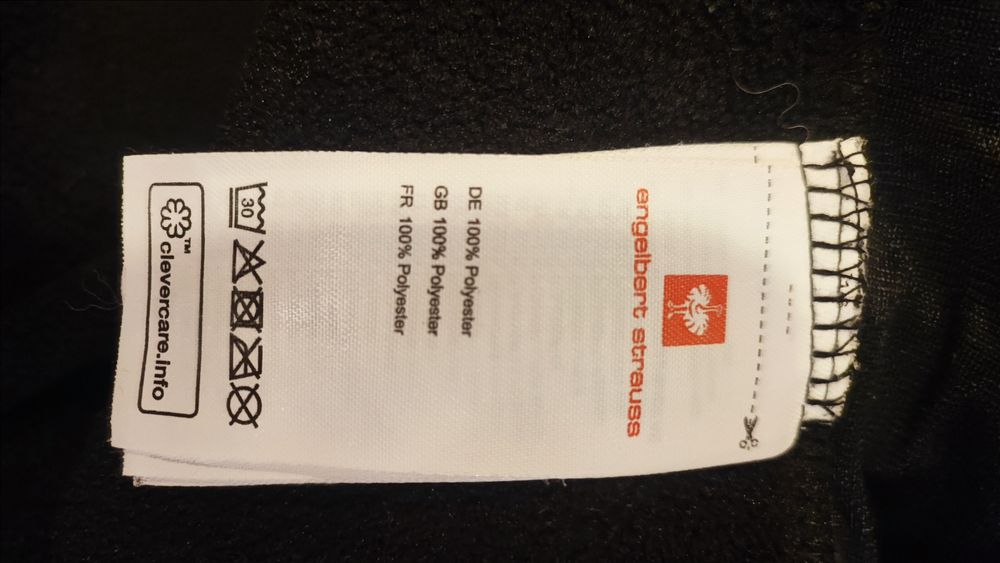 engelbert strauss
DE 100% Polyester
GB 100% Polyester
FR 100% Polyester
30
™
clevercare.info